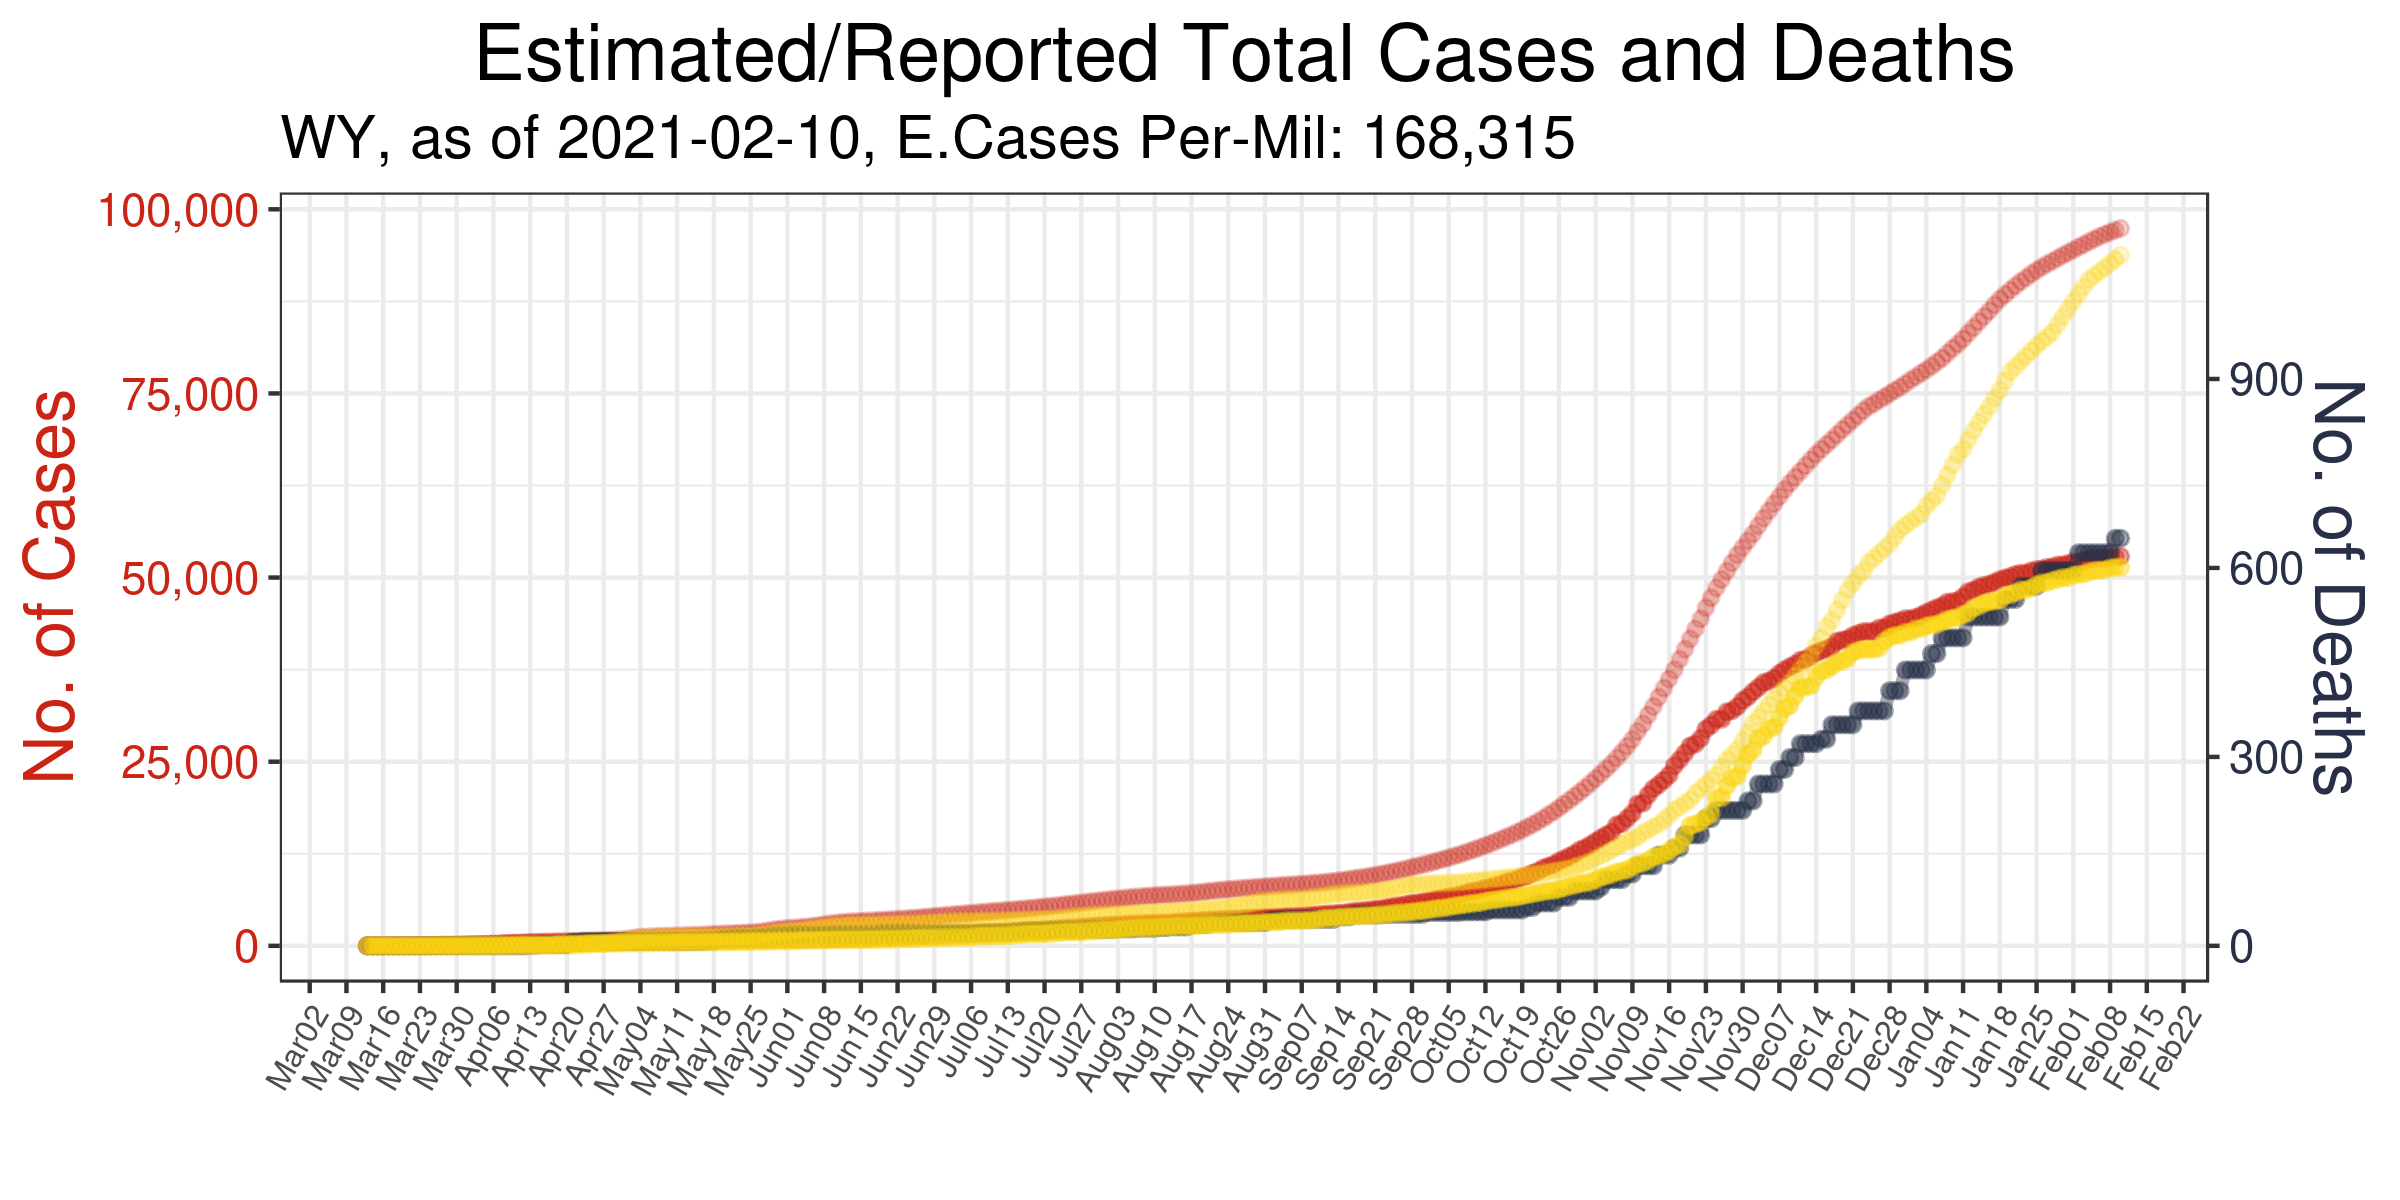 Estimated/Reported Total Cases and Deaths
WY, as of 2021-02-10, E.Cases Per-Mil: 168,315
No. of Cases
100,000
75,000
50,000
25,000
0
900
600
300
0
No. of Deaths
Mar02 Mar09 Mar16 Mar23 Mar30 Apr06 Apr13 Apr20 Apr27 May04 May11 May18 May25 Jun01 Jun08 Jun15 Jun22 Jun29 Jul06 Jul13 Jul20 Jul27 Aug03 Aug10 Aug17 Aug24 Aug31 Sep07 Sep14 Sep21 Sep28 Oct05 Oct12 Oct19 Oct26 Nov02 Nov09 Nov16 Nov23 Nov30 Dec07 Dec14 Dec21 Dec28 Jan04 Jan11 Jan18 Jan25 Feb01 Feb08 Feb15 Feb22